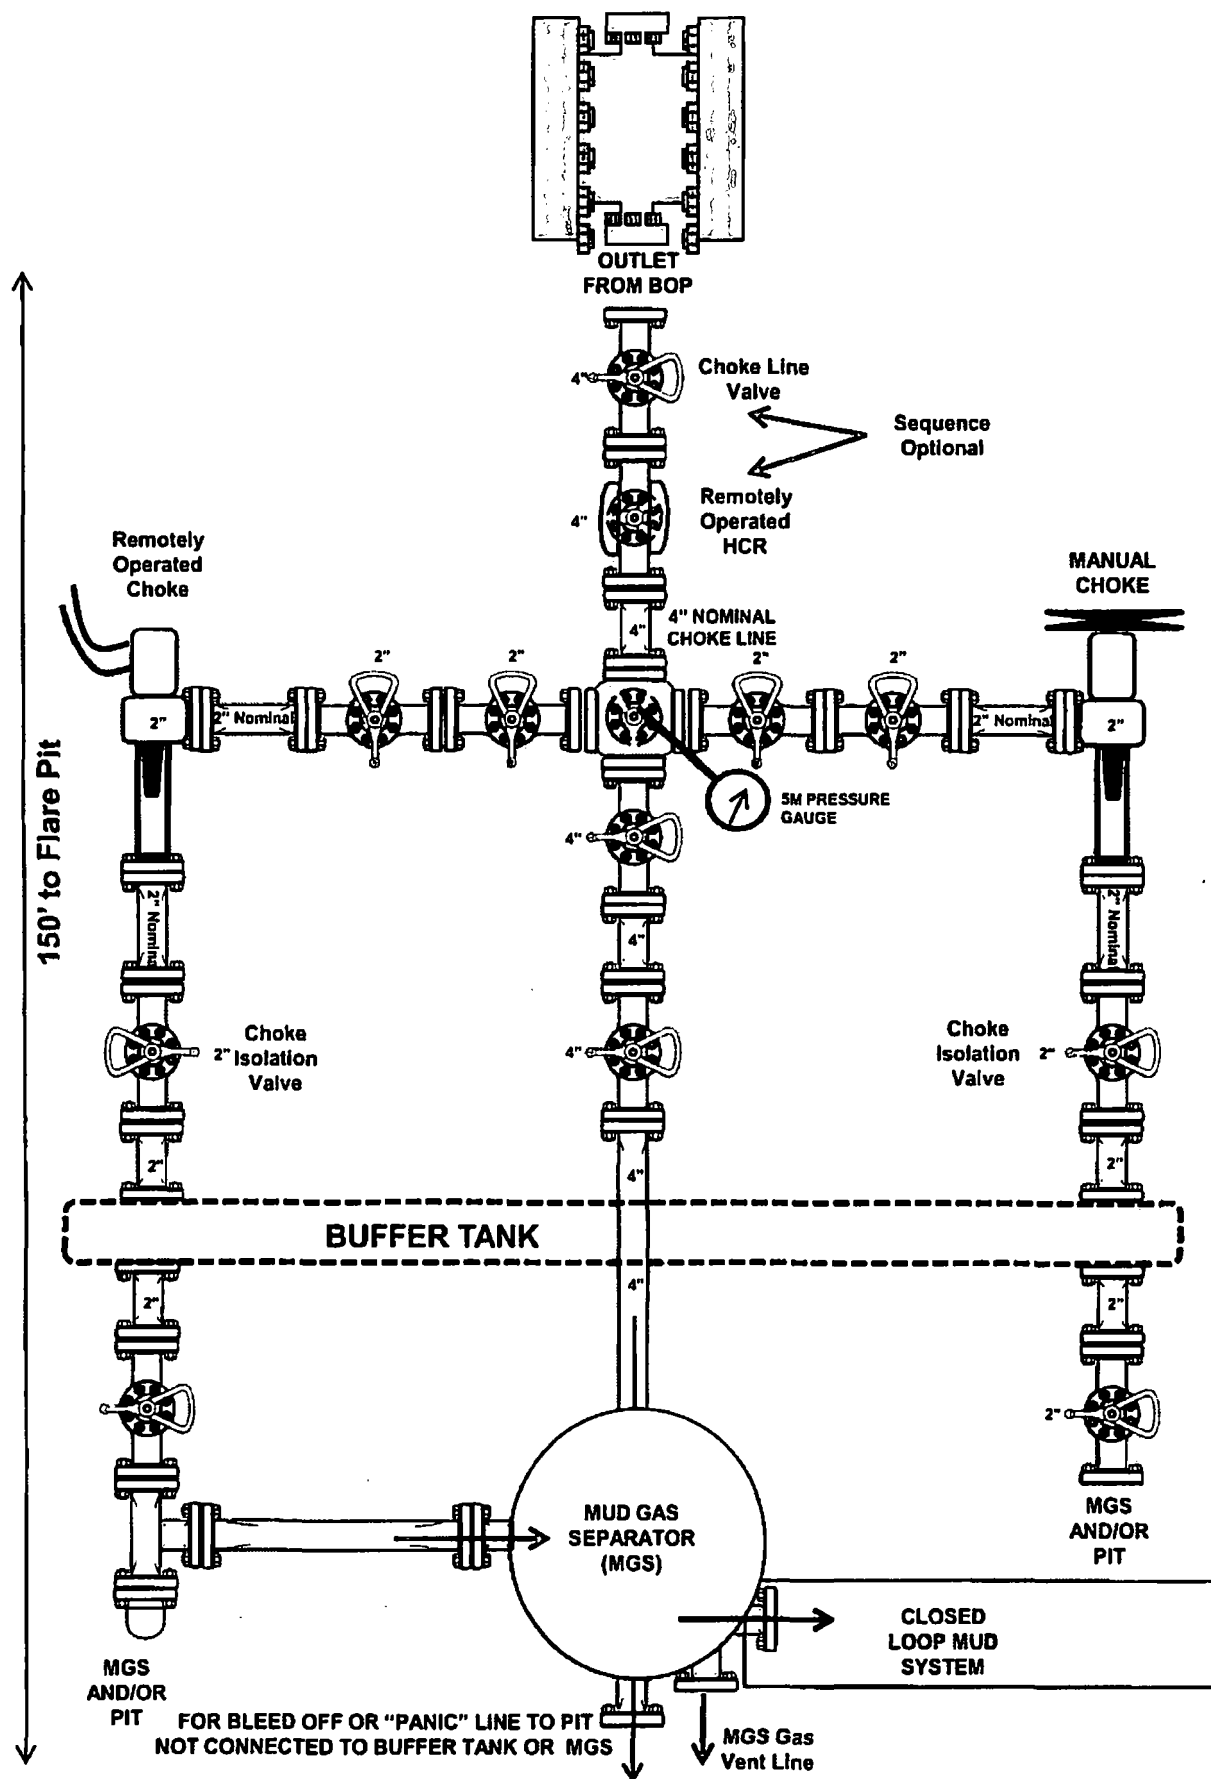 OUTLET
FROM BOP
4"
Choke Line
Valve
Sequence
Optional
4"
Remotely
Operated
HCR
Remotely
Operated
Choke
MANUAL
CHOKE
4"
4" NOMINAL
CHOKE LINE
2"
2"
2"
2"
2"
2" Nominal
2" Nominal
2"
5M PRESSURE
GAUGE
4"
150' to Flare Pit
2" Nominal
4"
2" Nominal
2"
Choke
Isolation
Valve
4"
Choke
Isolation
Valve
2"
2"
4"
2"
BUFFER TANK
2"
4"
2"
2"
MUD GAS
SEPARATOR
(MGS)
MGS
AND/OR
PIT
CLOSED
LOOP MUD
SYSTEM
MGS
AND/OR
PIT
FOR BLEED OFF OR "PANIC" LINE TO PIT
NOT CONNECTED TO BUFFER TANK OR MGS
MGS Gas
Vent Line